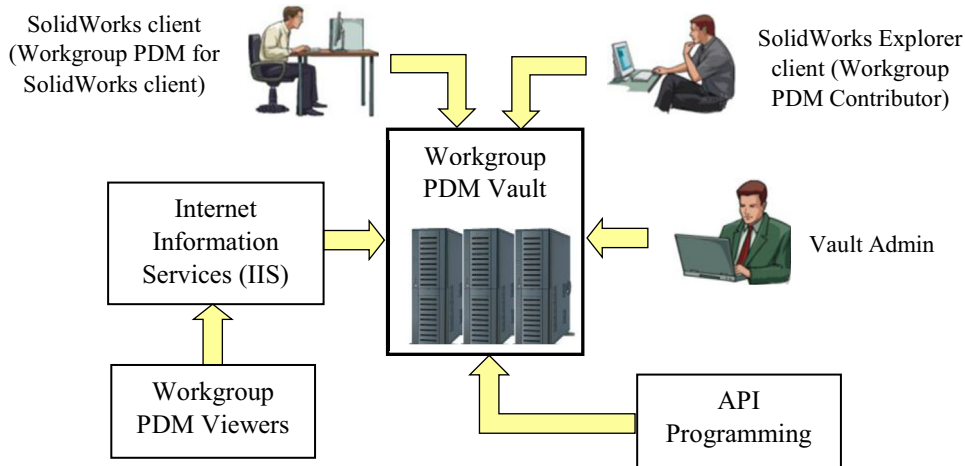 SolidWorks client
(Workgroup PDM for
SolidWorks client)
SolidWorks Explorer
client (Workgroup
PDM Contributor)
Workgroup
PDM Vault
Internet
Information
Services (IIS)
Vault Admin
Workgroup
PDM Viewers
API
Programming